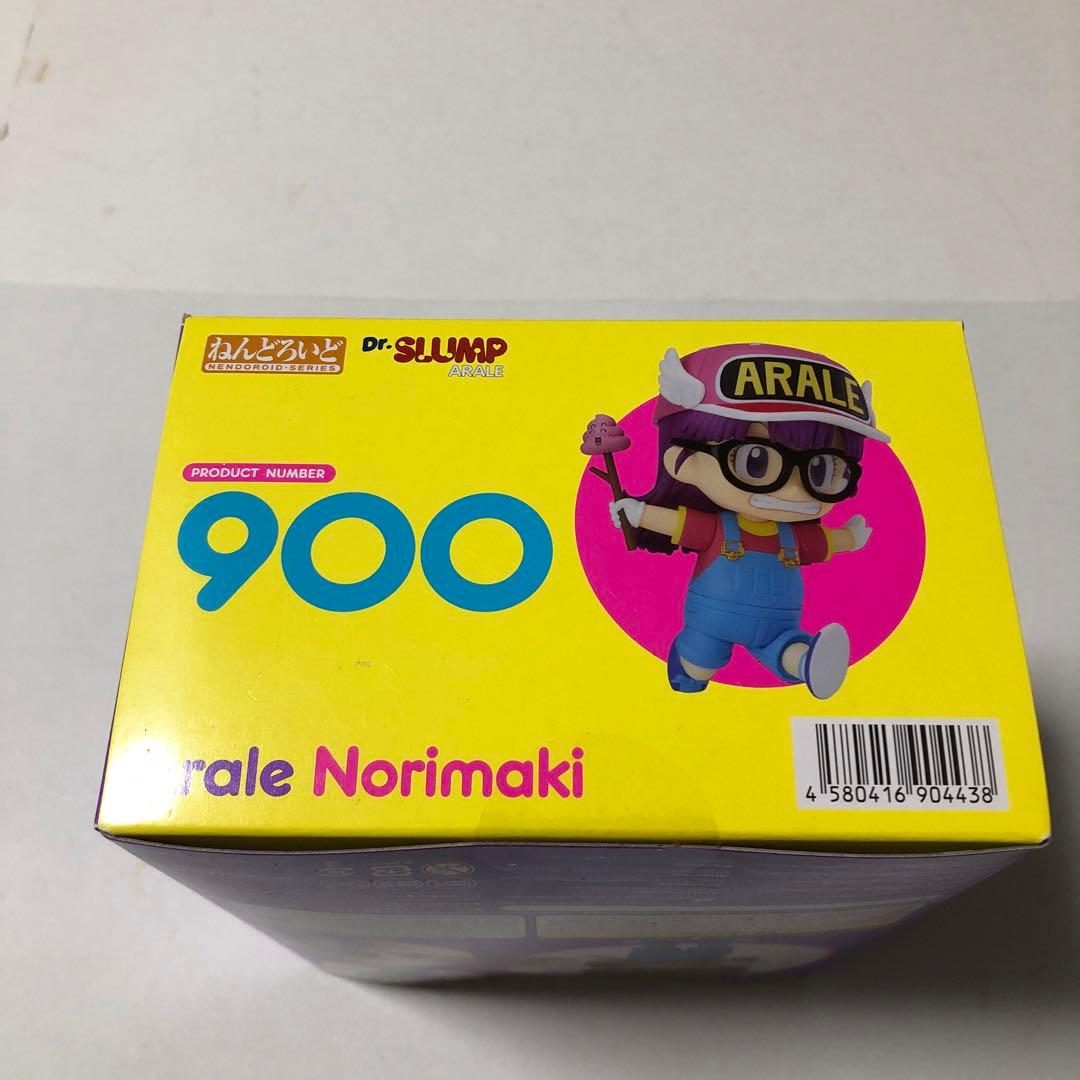 ねんどろいど
NENDOROID·SERIES
Dr. SLUMP
ARALE
PRODUCT NUMBER
900
ARALE
Arale Norimaki
4 580416 904438